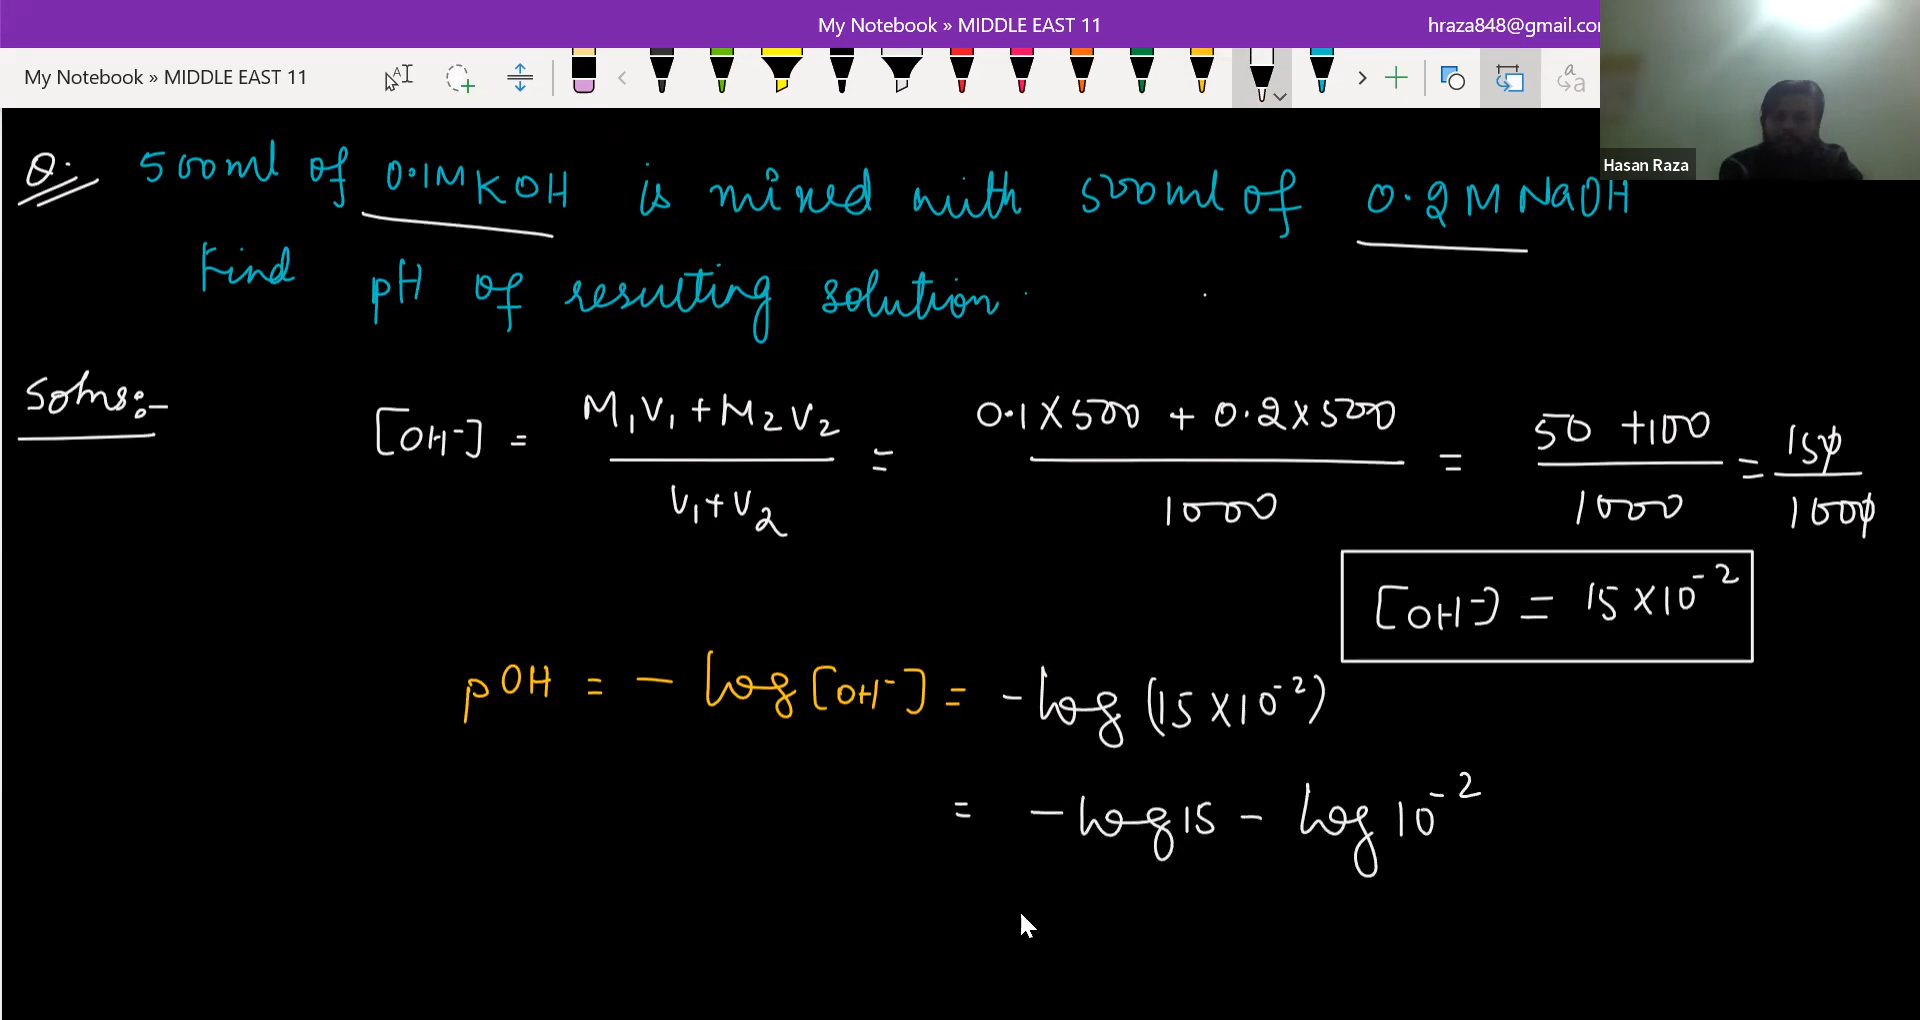 My Notebook » MIDDLE EAST 11
hraza848@gmail.co
My Notebook » MIDDLE EAST 11
Hasan Raza
Q. 500ml of 0.1M KOH is mixed with 500ml of 0.2 M NaOH
Find pH of resulting solution.
Solns:-
[OH⁻] = M₁V₁ + M₂V₂ / V₁ + V₂ = 0.1 × 500 + 0.2 × 500 / 1000 = 50 + 100 / 1000 = 150 / 1000
[OH⁻] = 15 × 10⁻²
pOH = - log [OH⁻] = - log (15 × 10⁻²)
= - log 15 - log 10⁻²